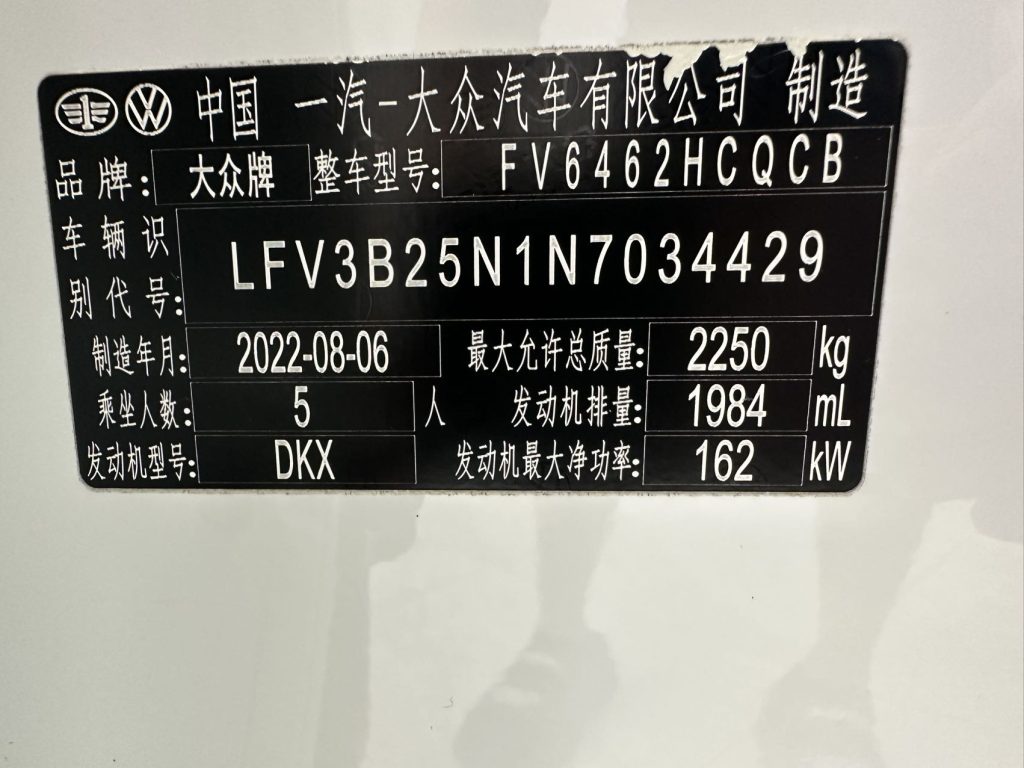 中国 一汽-大众汽车有限公司 制造
品牌: 大众牌 整车型号: FV6462HCQCB
车辆识别代号: LFV3B25N1N7034429
制造年月: 2022-08-06 最大允许总质量: 2250 kg
乘坐人数: 5 人 发动机排量: 1984 mL
发动机型号: DKX 发动机最大净功率: 162 kW